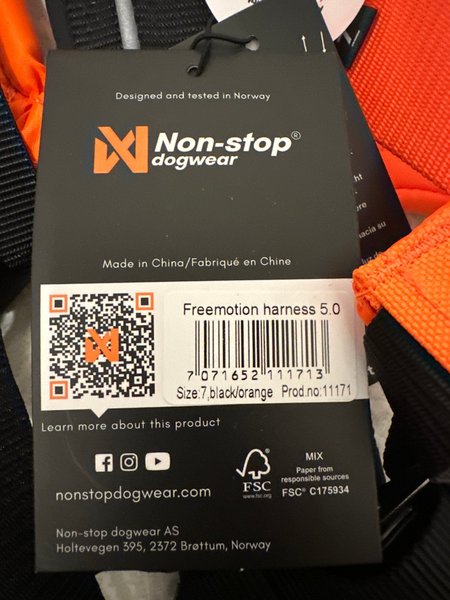 Designed and tested in Norway
Non-stop®
dogwear
Made in China/Fabriqué en Chine
Freemotion harness 5.0
7 071652 111713
Size:7,black/orange Prod.no:11171
Learn more about this product
nonstopdogwear.com
FSC
www.fsc.org
MIX
Paper from
responsible sources
FSC® C175934
Non-stop dogwear AS
Holtevegen 395, 2372 Brøttum, Norway